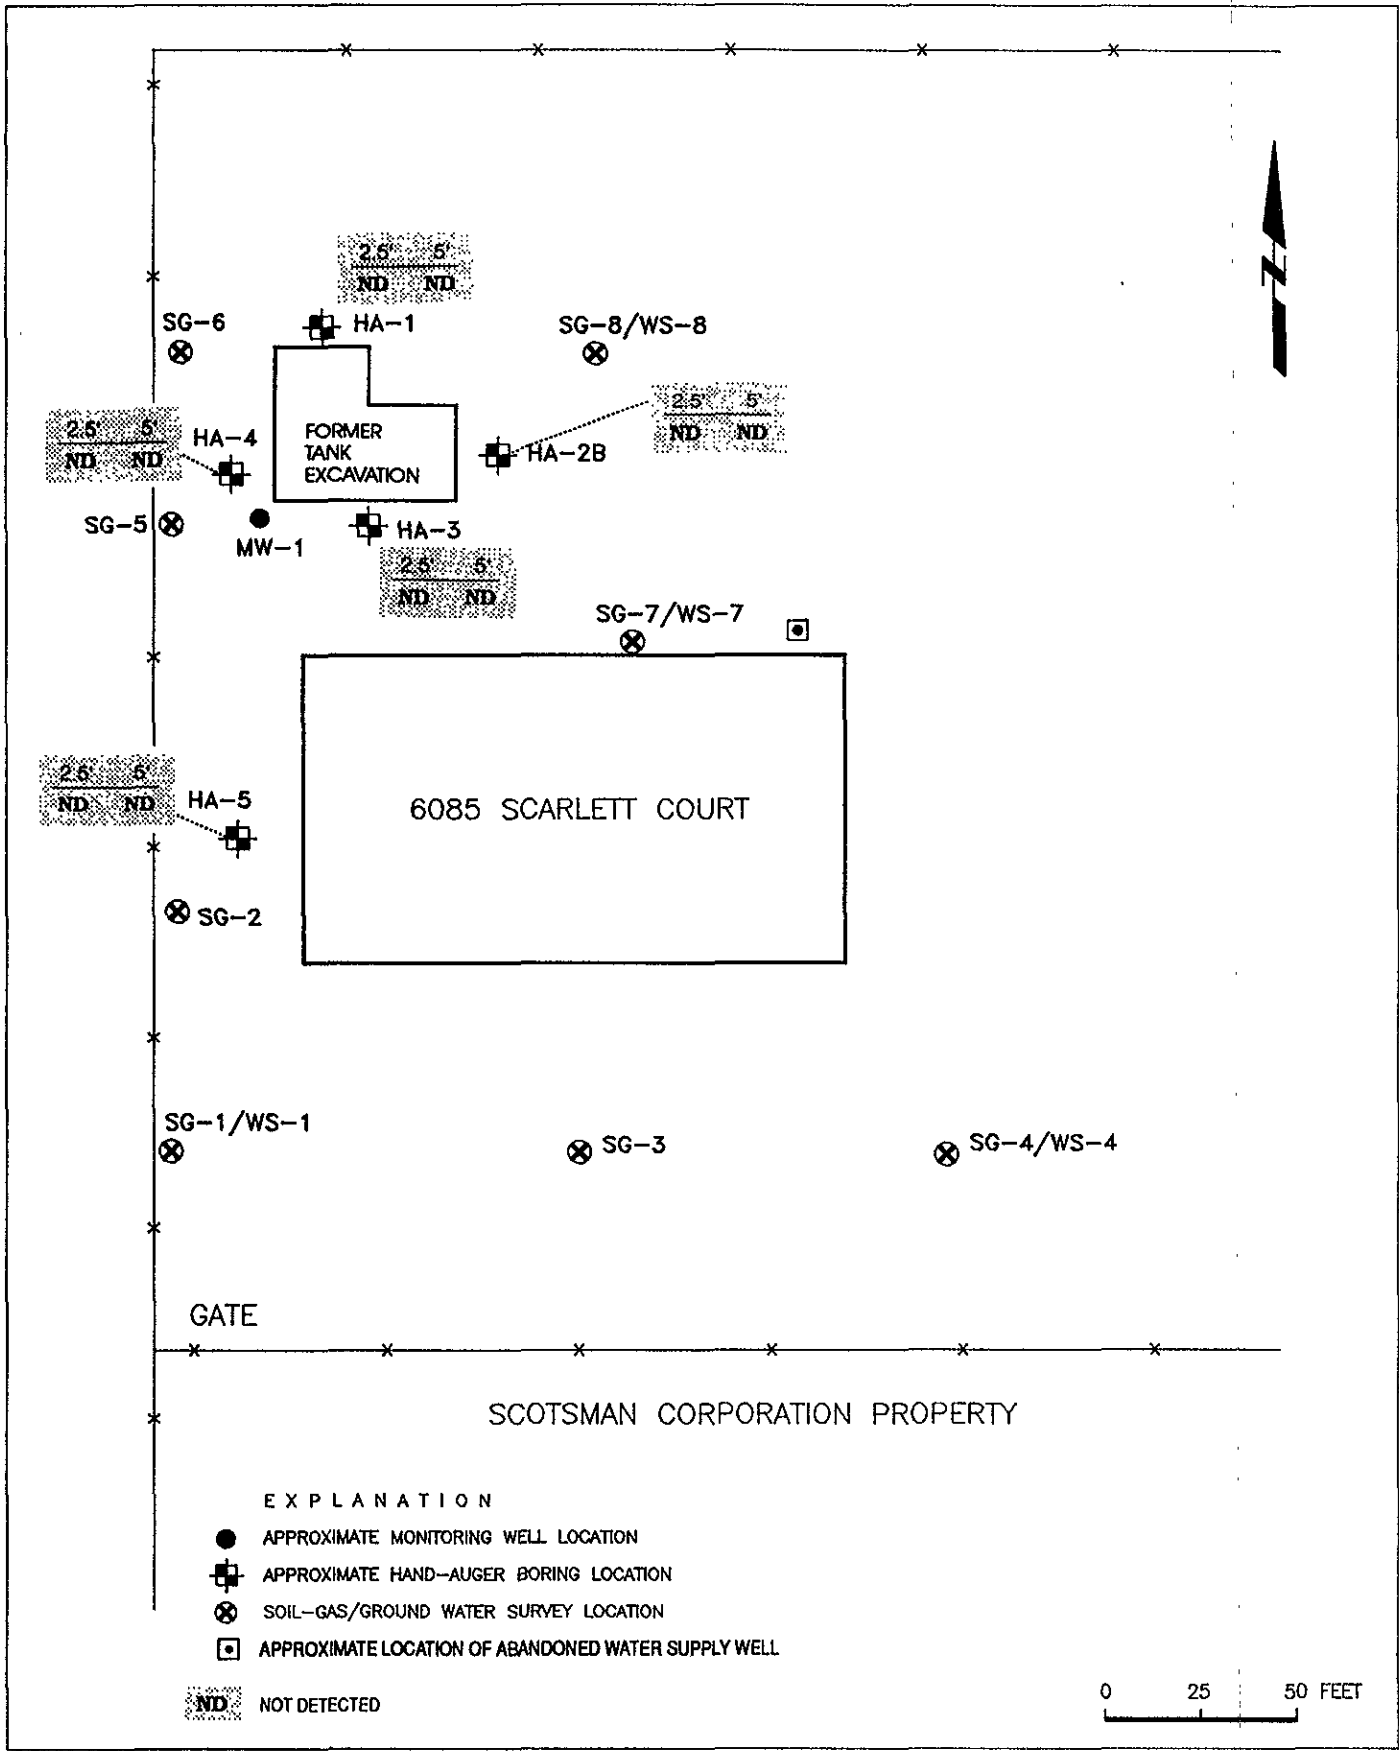 2.5' 5'
ND ND
SG-6
HA-1
SG-8/WS-8
N
2.5' 5'
ND ND
2.5' 5'
ND ND
HA-4
FORMER
TANK
EXCAVATION
HA-2B
SG-5
MW-1
HA-3
2.5' 5'
ND ND
SG-7/WS-7
2.5' 5'
ND ND
HA-5
6085 SCARLETT COURT
SG-2
SG-1/WS-1
SG-3
SG-4/WS-4
GATE
SCOTSMAN CORPORATION PROPERTY
EXPLANATION
APPROXIMATE MONITORING WELL LOCATION
APPROXIMATE HAND-AUGER BORING LOCATION
SOIL-GAS/GROUND WATER SURVEY LOCATION
APPROXIMATE LOCATION OF ABANDONED WATER SUPPLY WELL
ND NOT DETECTED
0 25 50 FEET